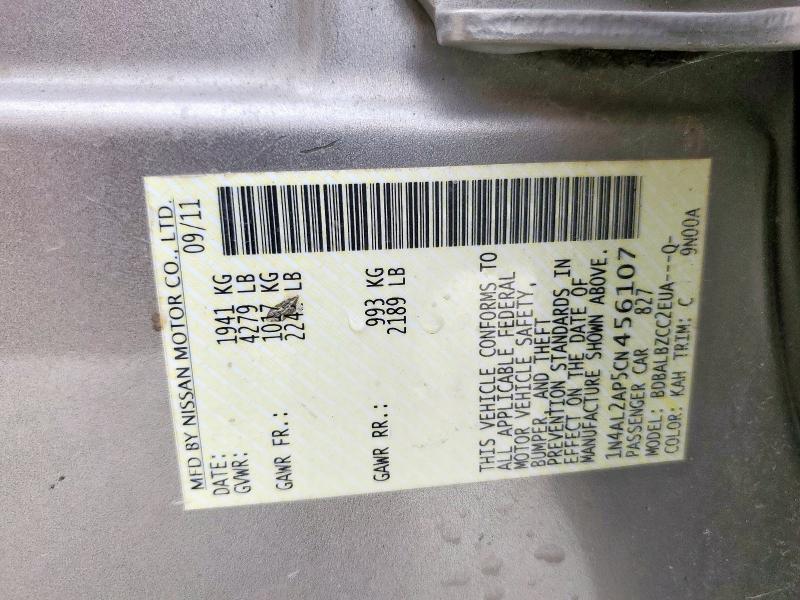 MFD BY NISSAN MOTOR CO., LTD.
DATE: 09/11
GVWR: 1941 KG
4279 LB
GAWR FR.: KG
LB
GAWR RR.: 993 KG
2189 LB
THIS VEHICLE CONFORMS TO
ALL APPLICABLE FEDERAL
MOTOR VEHICLE SAFETY,
BUMPER, AND THEFT
PREVENTION STANDARDS IN
EFFECT ON THE DATE OF
MANUFACTURE SHOWN ABOVE.
1N4AL2AP5CN456107
PASSENGER CAR 827
MODEL: BDBALBZCC2EUA---Q-
COLOR: KAH TRIM: C 9N00A